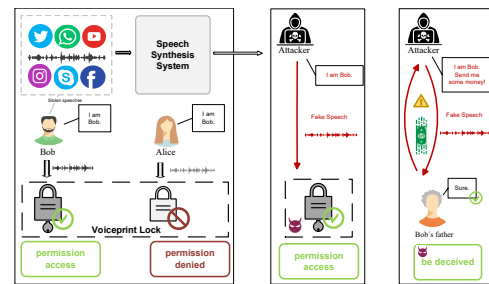 Speech
Synthesis
System
Stolen speeches
I am
Bob.
I am
Bob.
Bob
Alice
Voiceprint Lock
permission
access
permission
denied
Attacker
I am Bob.
Fake Speech
permission
access
Attacker
I am Bob.
Send me
some money!
Fake Speech
Sure.
Bob's father
be deceived